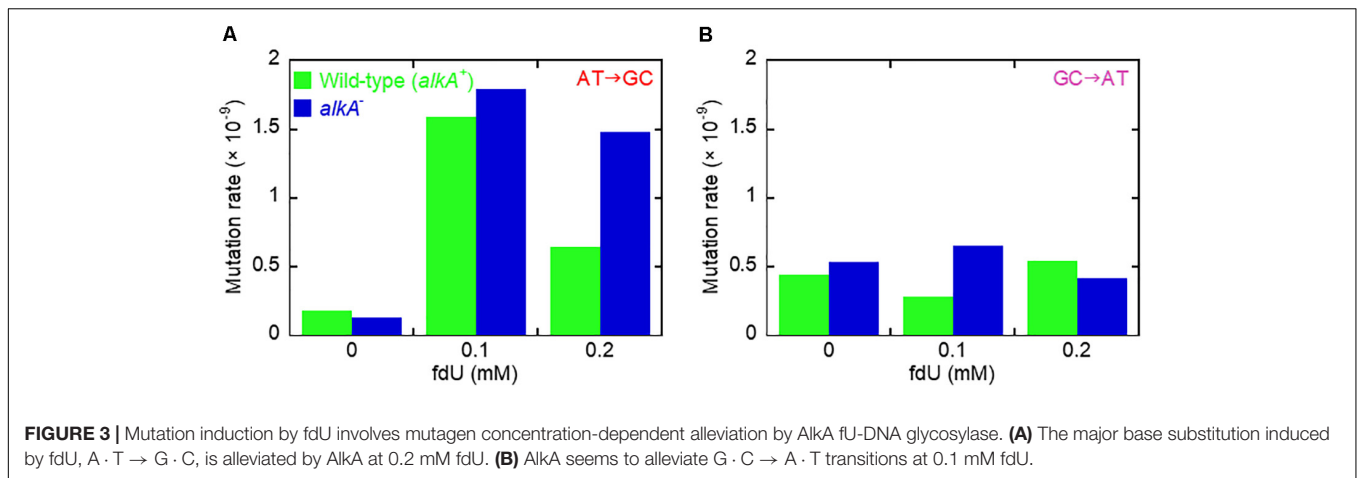 A
Mutation rate (× 10⁻⁹)
2
1.5
1
0.5
0
Wild-type (alkA⁺)
alkA⁻
AT→GC
0 0.1 0.2
fdU (mM)
B
Mutation rate (× 10⁻⁹)
2
1.5
1
0.5
0
GC→AT
0 0.1 0.2
fdU (mM)
FIGURE 3 | Mutation induction by fdU involves mutagen concentration-dependent alleviation by AlkA fU-DNA glycosylase. (A) The major base substitution induced
by fdU, A · T → G · C, is alleviated by AlkA at 0.2 mM fdU. (B) AlkA seems to alleviate G · C → A · T transitions at 0.1 mM fdU.